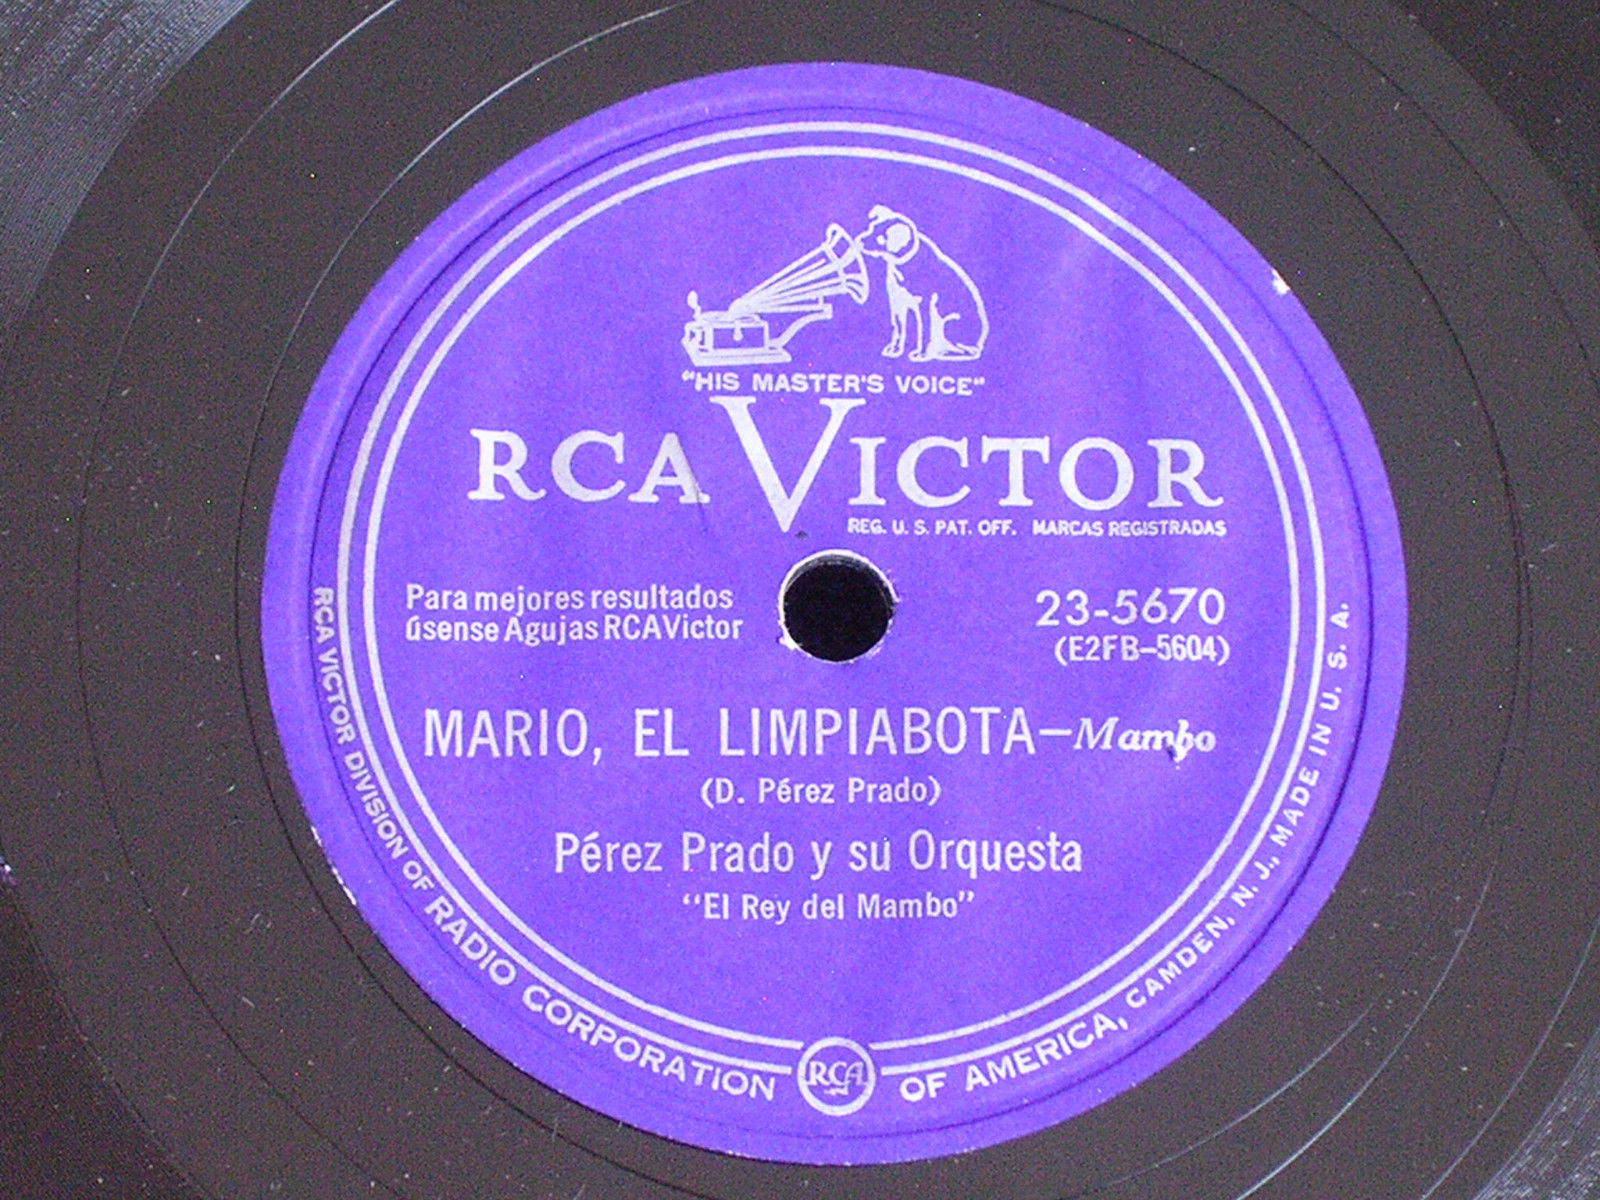 "HIS MASTER'S VOICE"
RCA VICTOR
REG. U. S. PAT. OFF. MARCAS REGISTRADAS
Para mejores resultados
úsense Agujas RCA Victor
23-5670
(E2FB-5604)
MARIO, EL LIMPIABOTA—Mambo
(D. Pérez Prado)
Pérez Prado y su Orquesta
"El Rey del Mambo"
RCA VICTOR DIVISION OF RADIO CORPORATION OF AMERICA, CAMDEN, N. J., MADE IN U. S. A.
RCA